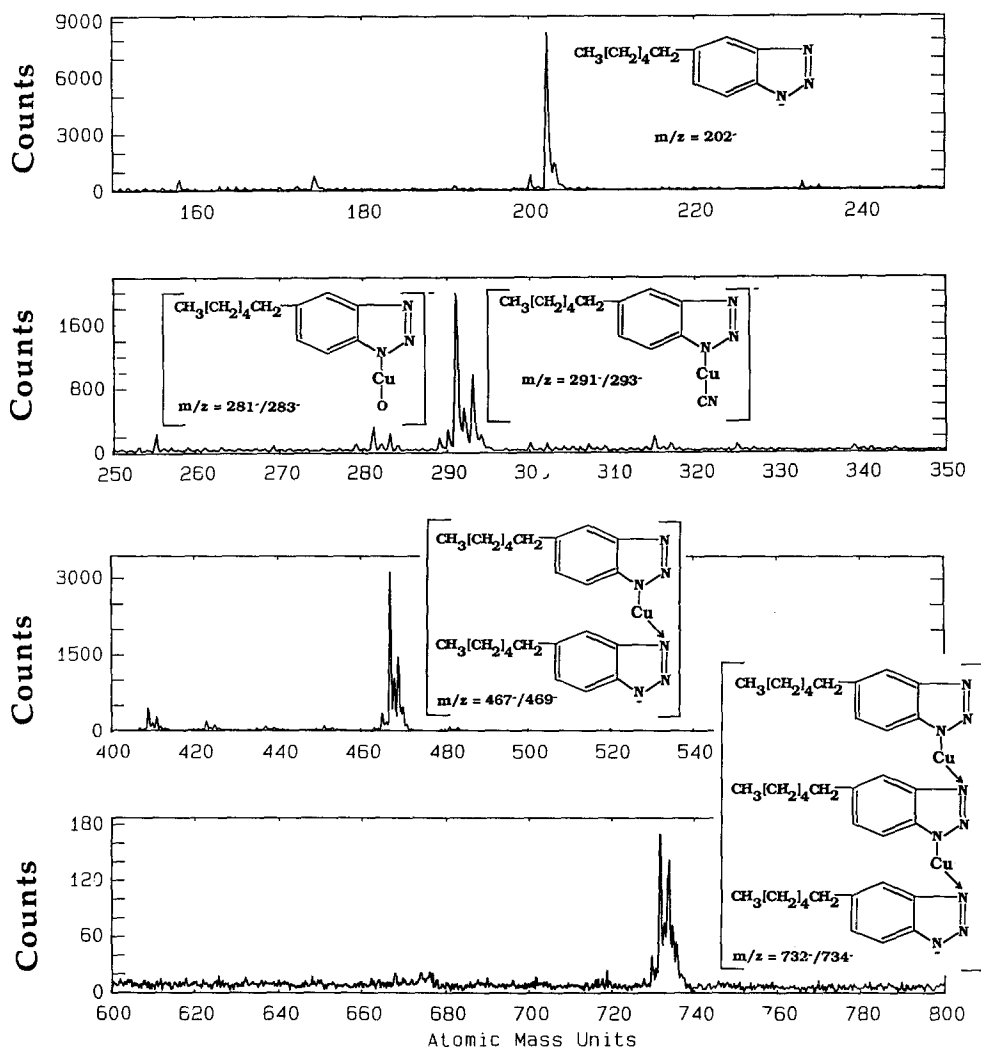 Counts
9000
6000
3000
0
160 180 200 220 240
CH3[CH2]4CH2
N
N
N
-
m/z = 202-
Counts
1600
800
0
250 260 270 280 290 300 310 320 330 340 350
CH3[CH2]4CH2
N
N
N
Cu
O
-
m/z = 281-/283-
CH3[CH2]4CH2
N
N
N
Cu
CN
-
m/z = 291-/293-
Counts
3000
1500
0
400 420 440 460 480 500 520 540
CH3[CH2]4CH2
N
N
N
Cu
CH3[CH2]4CH2
N
N
N
-
m/z = 467-/469-
Counts
180
120
60
0
600 620 640 660 680 700 720 740 760 780 800
Atomic Mass Units
CH3[CH2]4CH2
N
N
N
Cu
CH3[CH2]4CH2
N
N
N
Cu
CH3[CH2]4CH2
N
N
N
-
m/z = 732-/734-